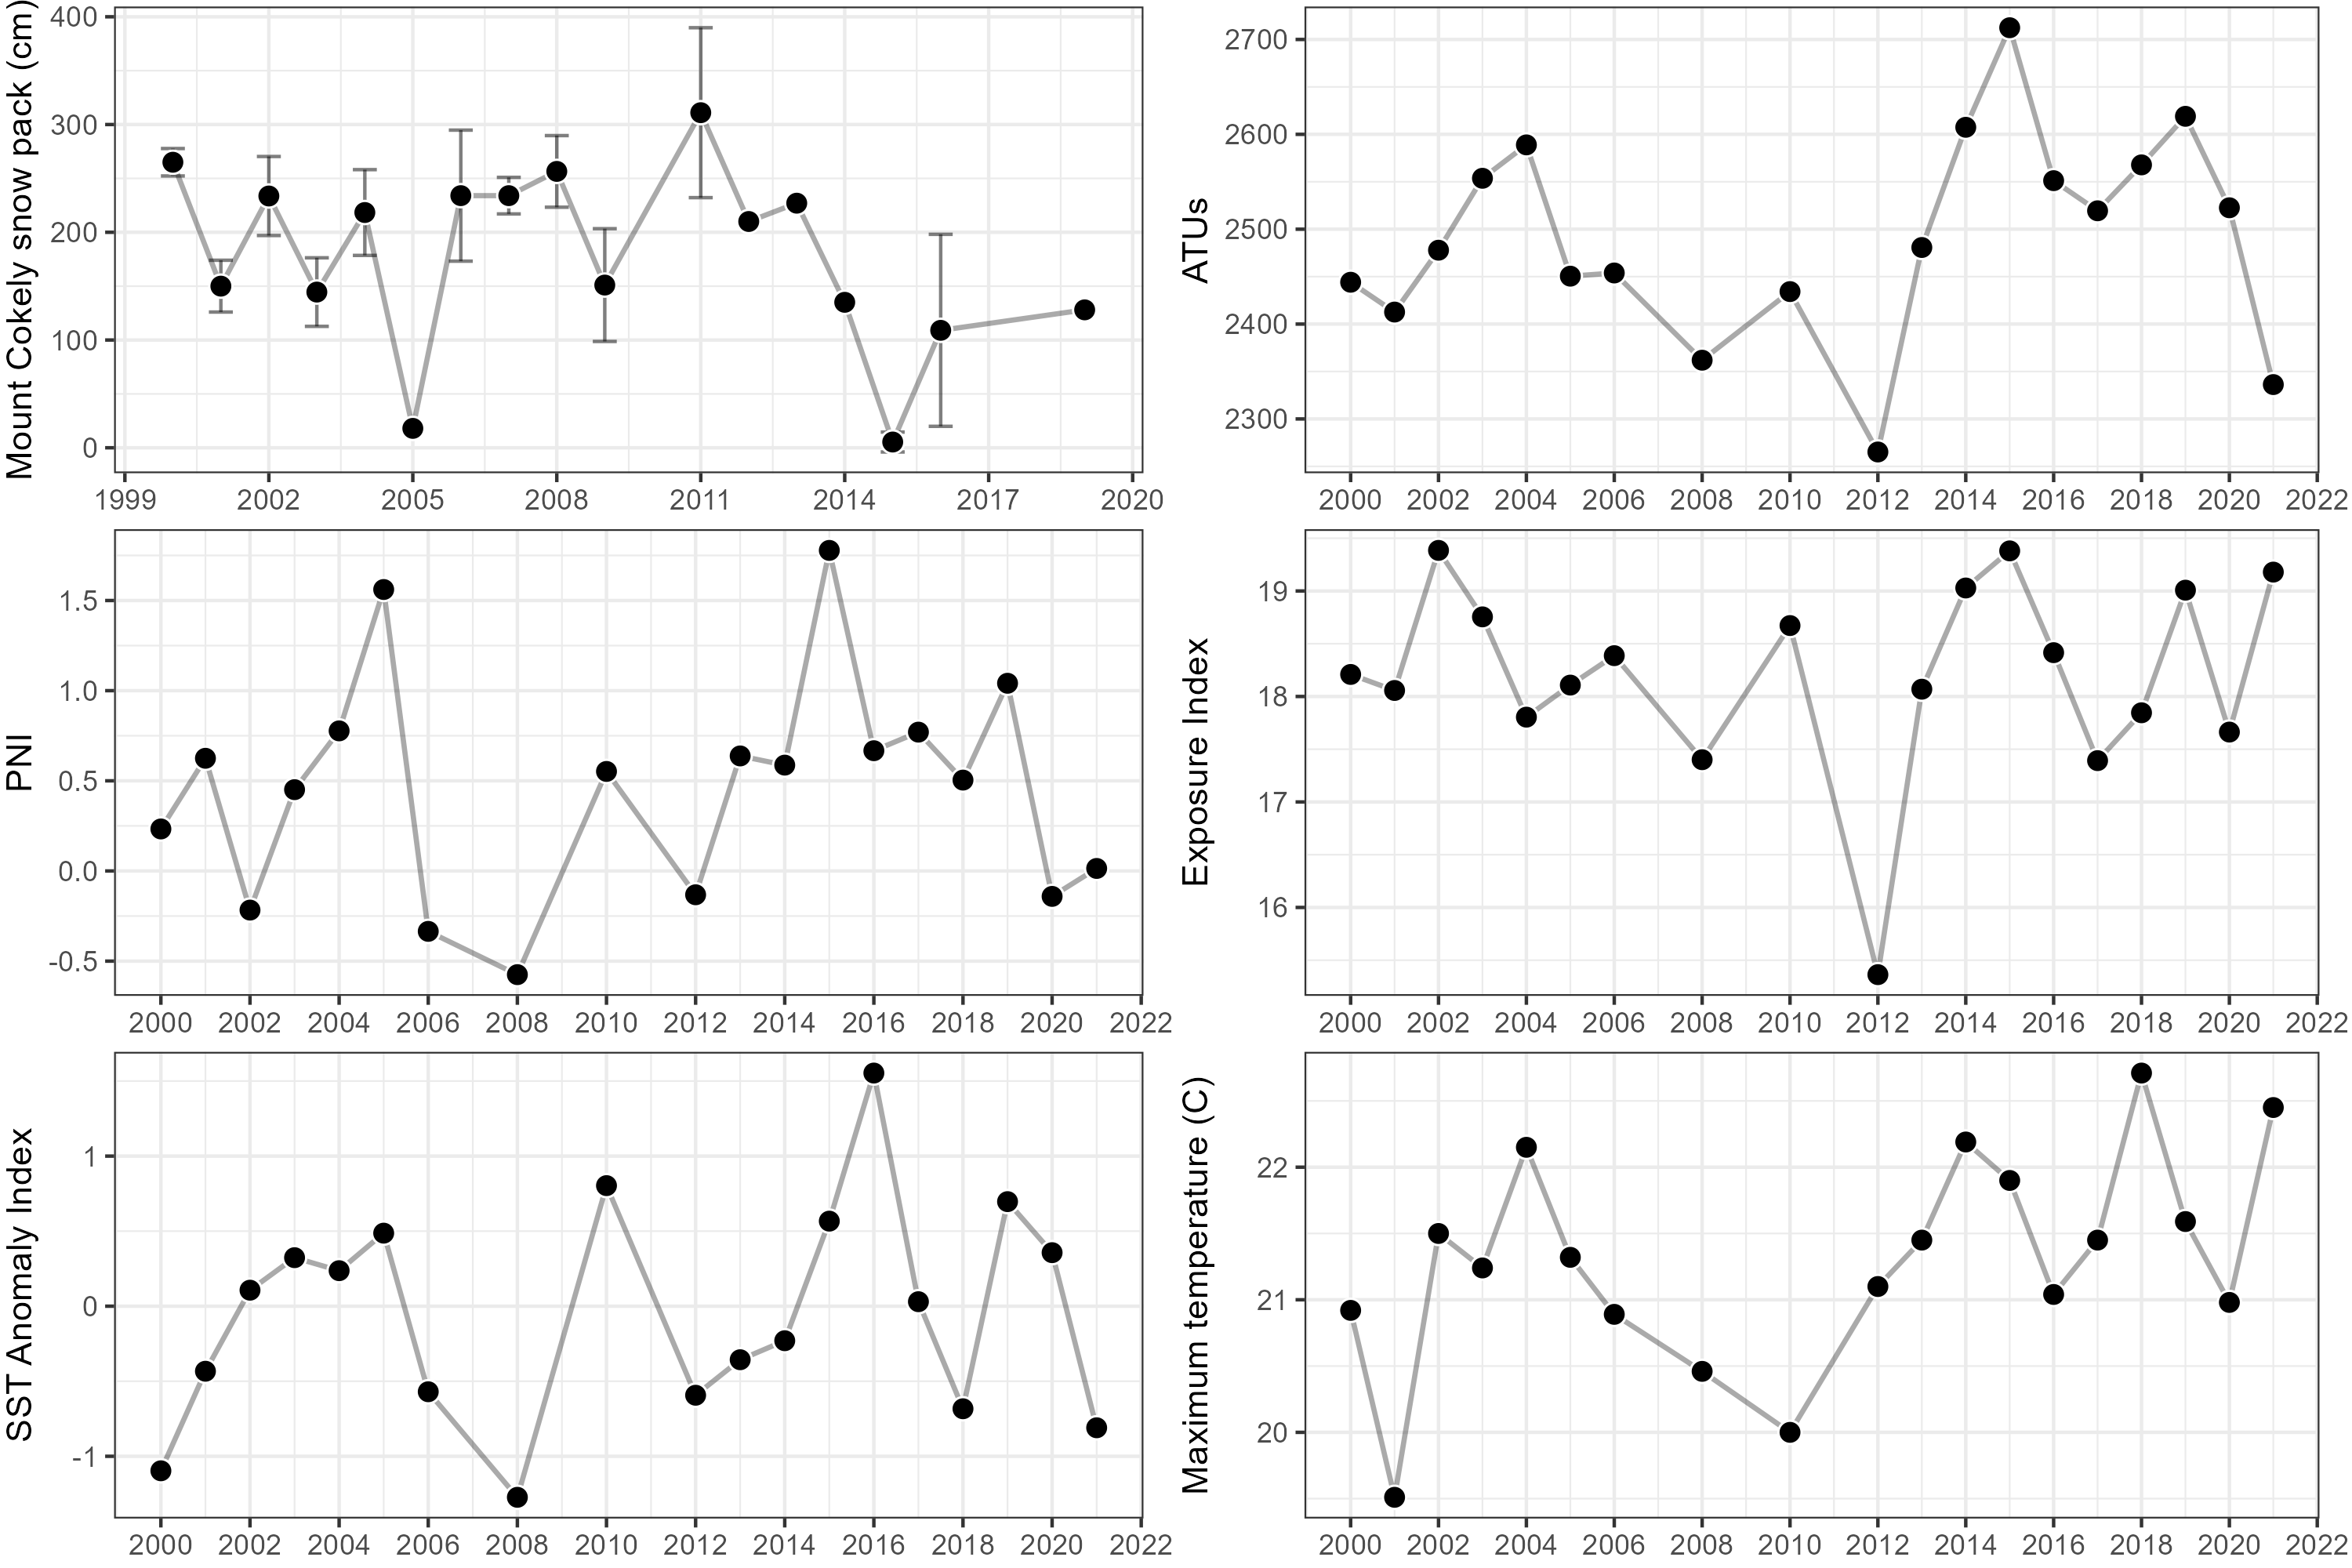 Mount Cokely snow pack (cm)
400
300
200
100
0
1999 2002 2005 2008 2011 2014 2017 2020
ATUs
2700
2600
2500
2400
2300
2000 2002 2004 2006 2008 2010 2012 2014 2016 2018 2020 2022
PNI
1.5
1.0
0.5
0.0
-0.5
2000 2002 2004 2006 2008 2010 2012 2014 2016 2018 2020 2022
Exposure Index
19
18
17
16
2000 2002 2004 2006 2008 2010 2012 2014 2016 2018 2020 2022
SST Anomaly Index
1
0
-1
2000 2002 2004 2006 2008 2010 2012 2014 2016 2018 2020 2022
Maximum temperature (C)
22
21
20
2000 2002 2004 2006 2008 2010 2012 2014 2016 2018 2020 2022